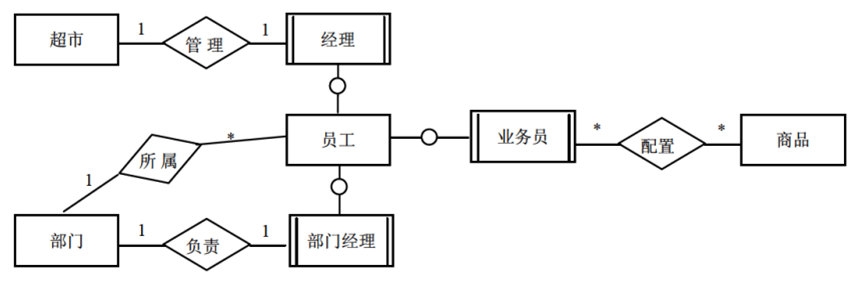 超市 1 管理 1 经理
员工 业务员 * 配置 * 商品
所属 *
1
部门 1 负责 1 部门经理